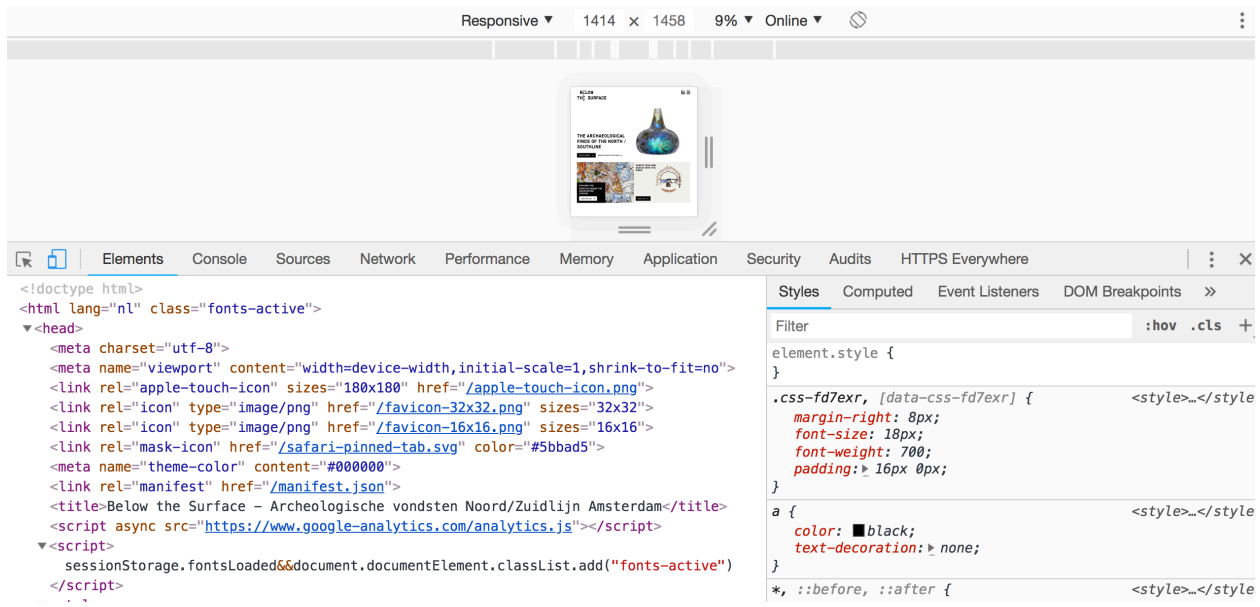 Responsive ▼ 1414 × 1458 9% ▼ Online ▼
BELOW
THE SURFACE
THE ARCHAEOLOGICAL
FINDS OF THE NORTH /
SOUTHLINE
Elements Console Sources Network Performance Memory Application Security Audits HTTPS Everywhere
<!doctype html>
<html lang="nl" class="fonts-active">
▼<head>
<meta charset="utf-8">
<meta name="viewport" content="width=device-width,initial-scale=1,shrink-to-fit=no">
<link rel="apple-touch-icon" sizes="180x180" href="/apple-touch-icon.png">
<link rel="icon" type="image/png" href="/favicon-32x32.png" sizes="32x32">
<link rel="icon" type="image/png" href="/favicon-16x16.png" sizes="16x16">
<link rel="mask-icon" href="/safari-pinned-tab.svg" color="#5bbad5">
<meta name="theme-color" content="#000000">
<link rel="manifest" href="/manifest.json">
<title>Below the Surface – Archeologische vondsten Noord/Zuidlijn Amsterdam</title>
<script async src="https://www.google-analytics.com/analytics.js"></script>
▼<script>
sessionStorage.fontsLoaded&&document.documentElement.classList.add("fonts-active")
</script>
Styles Computed Event Listeners DOM Breakpoints »
Filter :hov .cls +
element.style {
}
.css-fd7exr, [data-css-fd7exr] { <style>…</style
margin-right: 8px;
font-size: 18px;
font-weight: 700;
padding:▶ 16px 0px;
}
a { <style>…</style
color: black;
text-decoration:▶ none;
}
*, ::before, ::after { <style>…</style